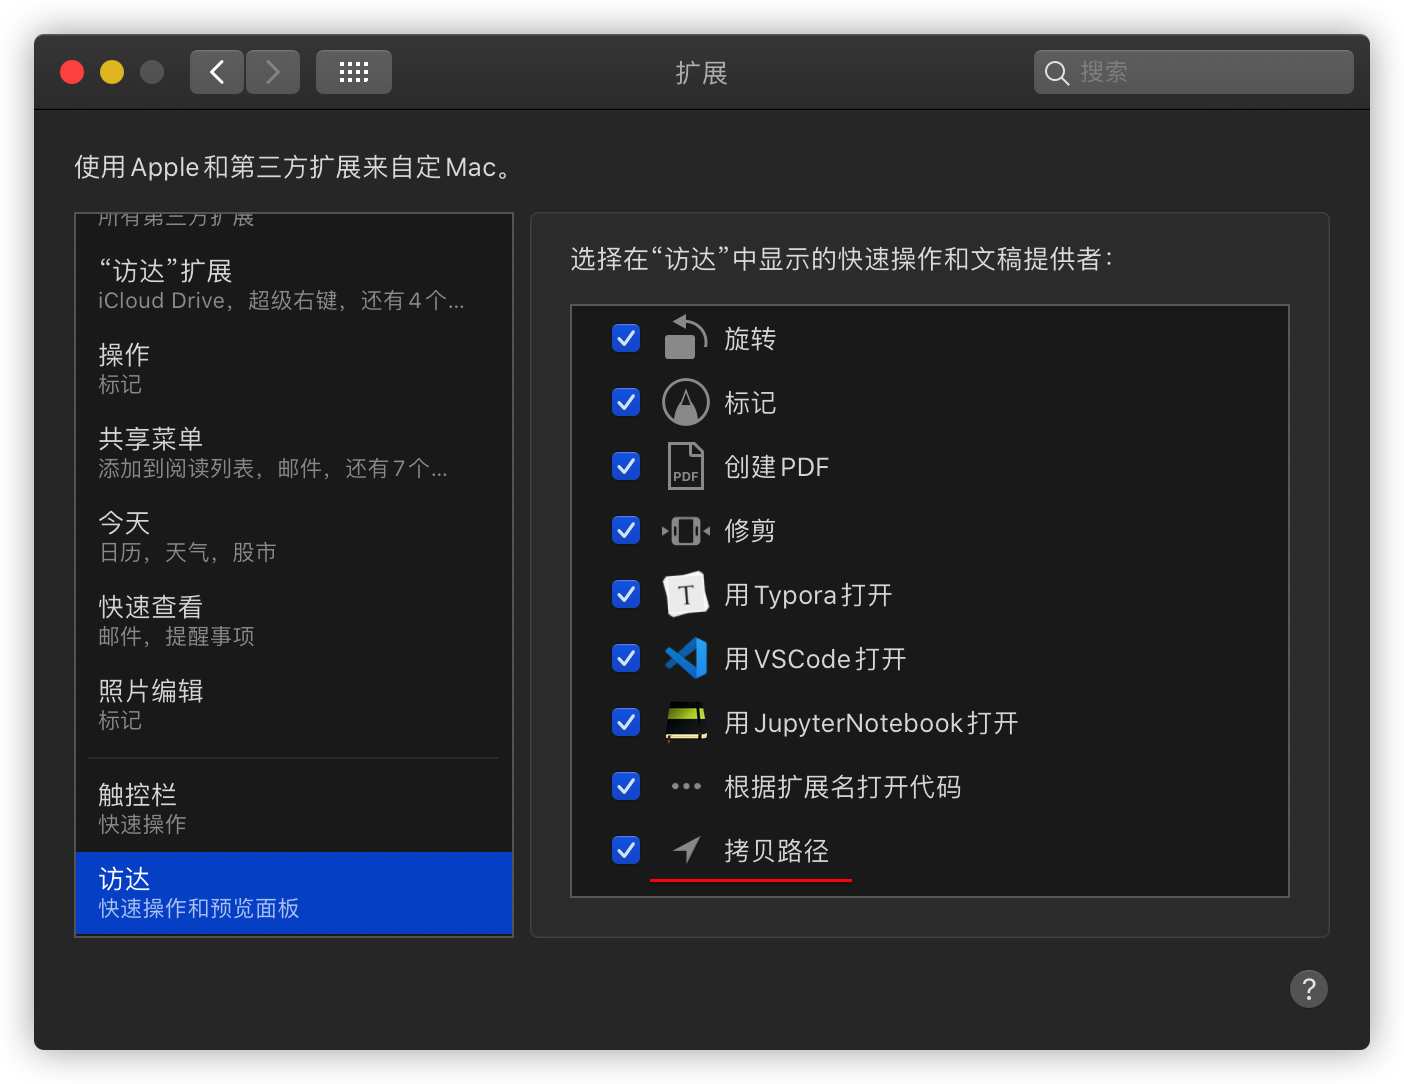 扩展
搜索
使用Apple和第三方扩展来自定Mac。
所有第三方扩展
“访达”扩展
iCloud Drive，超级右键，还有4个...
操作
标记
共享菜单
添加到阅读列表，邮件，还有7个...
今天
日历，天气，股市
快速查看
邮件，提醒事项
照片编辑
标记
触控栏
快速操作
访达
快速操作和预览面板
选择在“访达”中显示的快速操作和文稿提供者：
旋转
标记
PDF
创建PDF
修剪
T
用Typora打开
用VSCode打开
用JupyterNotebook打开
根据扩展名打开代码
拷贝路径
?